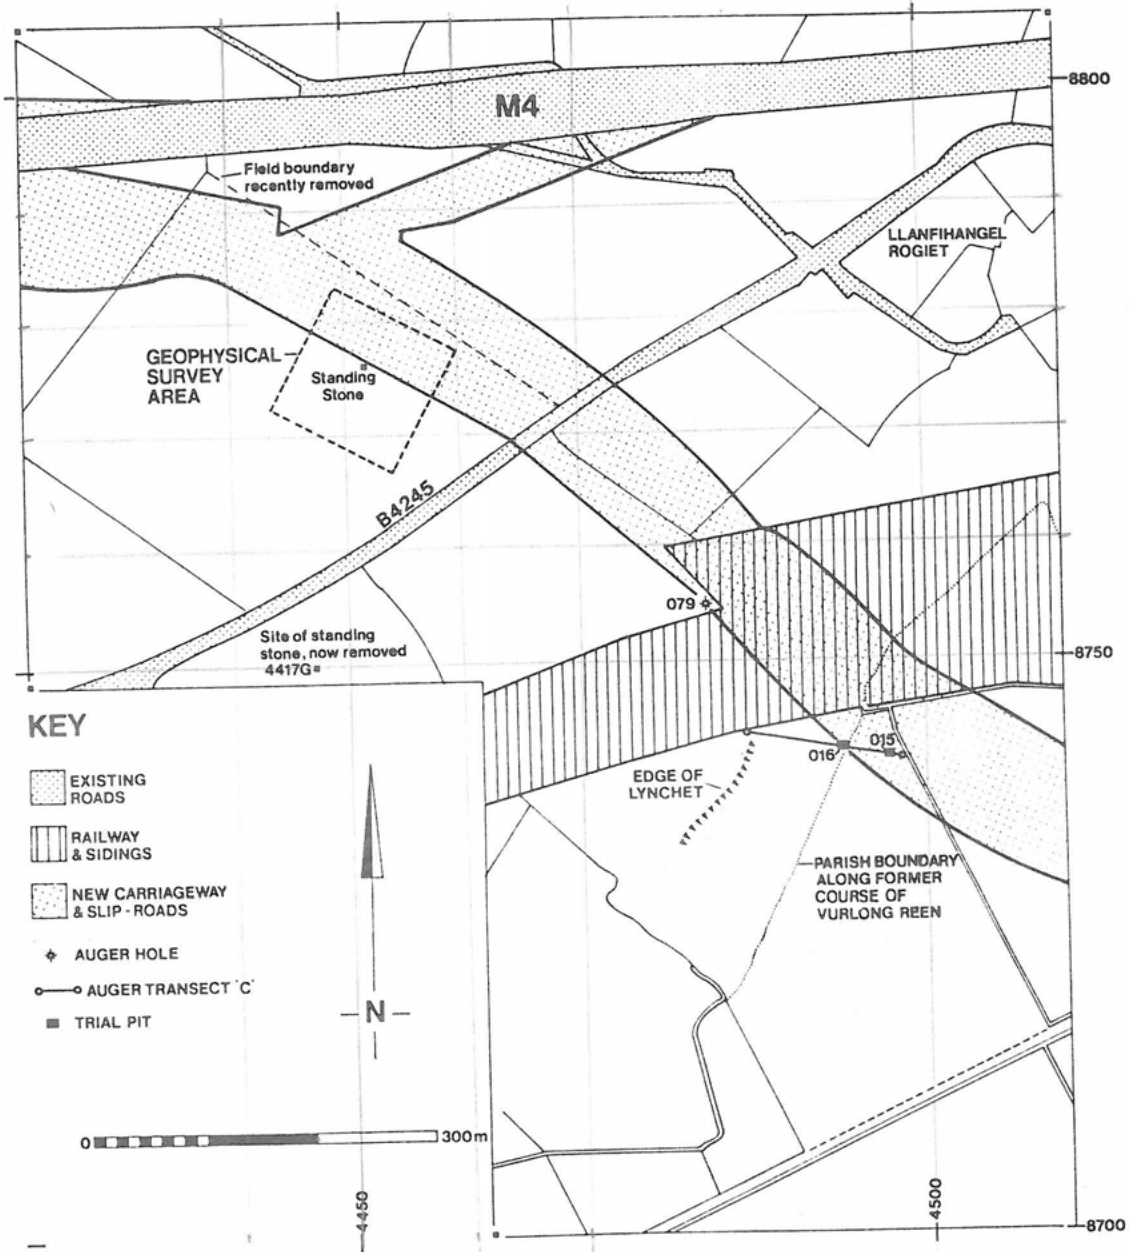 M4
8800
Field boundary
recently removed
LLANFIHANGEL
ROGIET
GEOPHYSICAL
SURVEY
AREA
Standing
Stone
B4245
079
Site of standing
stone, now removed
4417G
8750
KEY
EXISTING
ROADS
RAILWAY
& SIDINGS
NEW CARRIAGEWAY
& SLIP-ROADS
AUGER HOLE
AUGER TRANSECT 'C'
TRIAL PIT
015
016
EDGE OF
LYNCHET
PARISH BOUNDARY
ALONG FORMER
COURSE OF
VURLONG REEN
N
0
300m
4450
4500
8700